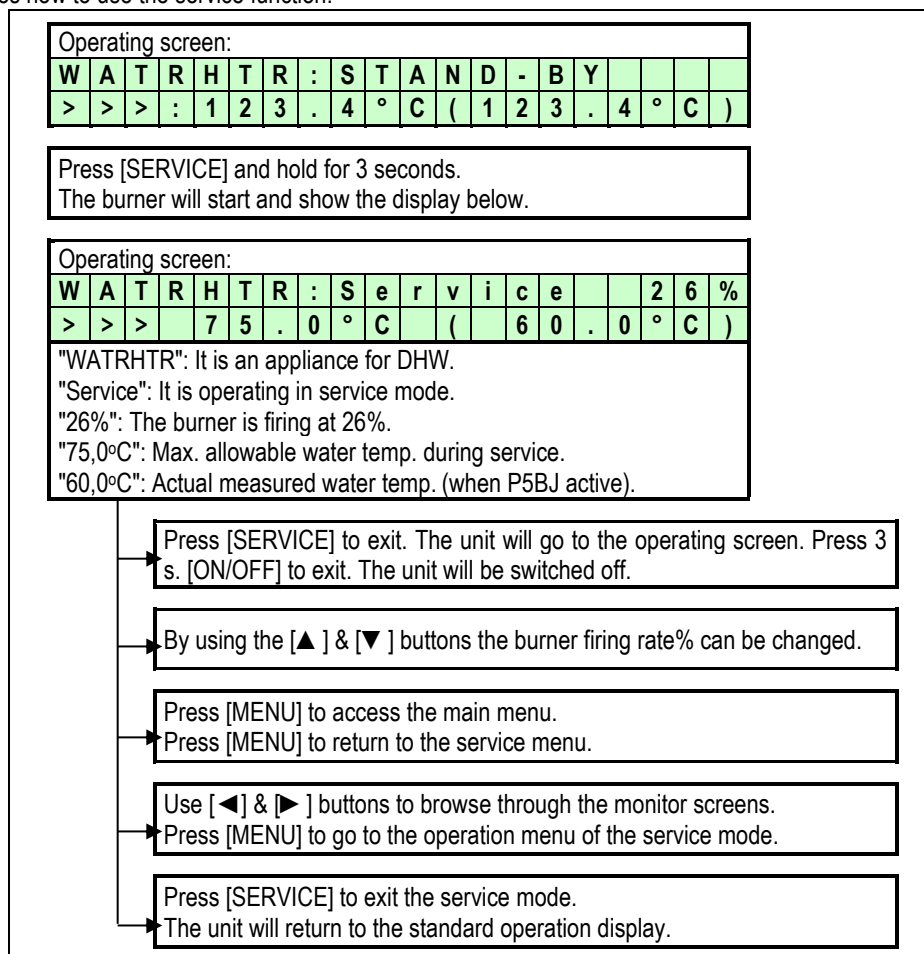 how to use the service function.
Operating screen:
WATRHTR:STAND-BY
>>>:123.4°C(123.4°C)
Press [SERVICE] and hold for 3 seconds.
The burner will start and show the display below.
Operating screen:
WATRHTR:Service  26%
>>> 75.0°C ( 60.0°C)
"WATRHTR": It is an appliance for DHW.
"Service": It is operating in service mode.
"26%": The burner is firing at 26%.
"75,0°C": Max. allowable water temp. during service.
"60,0°C": Actual measured water temp. (when P5BJ active).
Press [SERVICE] to exit. The unit will go to the operating screen. Press 3
s. [ON/OFF] to exit. The unit will be switched off.
By using the [▲ ] & [▼ ] buttons the burner firing rate% can be changed.
Press [MENU] to access the main menu.
Press [MENU] to return to the service menu.
Use [◄] & [► ] buttons to browse through the monitor screens.
Press [MENU] to go to the operation menu of the service mode.
Press [SERVICE] to exit the service mode.
The unit will return to the standard operation display.